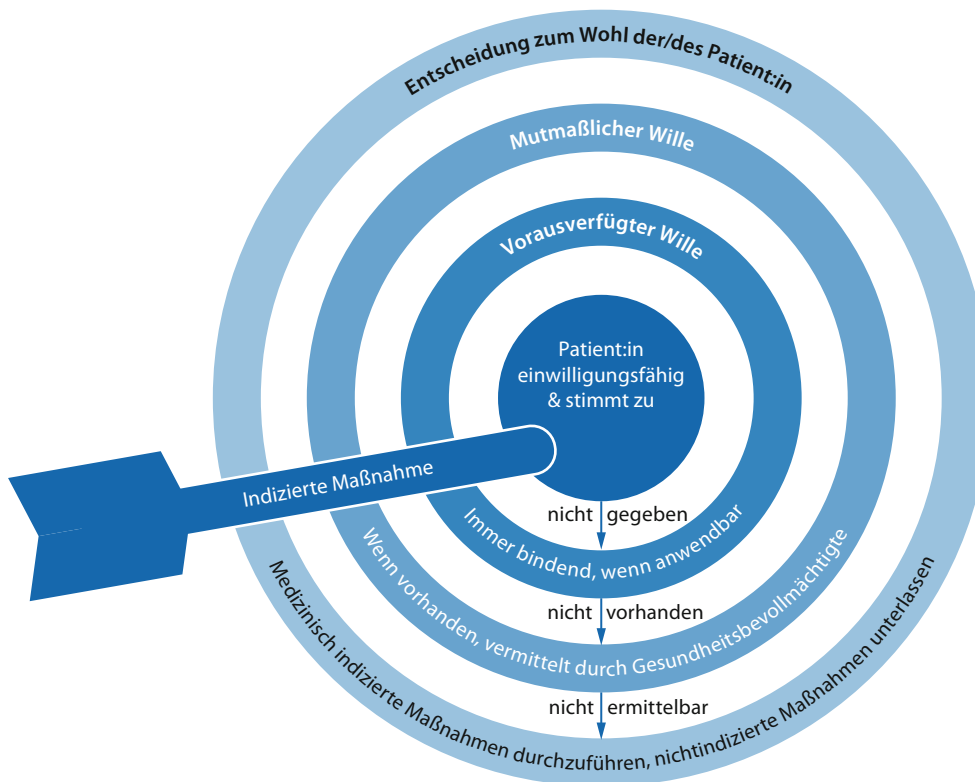 Entscheidung zum Wohl der/des Patient:in
Mutmaßlicher Wille
Vorausverfügter Wille
Patient:in
einwilligungsfähig
& stimmt zu
Indizierte Maßnahme
nicht gegeben
Immer bindend, wenn anwendbar
nicht vorhanden
Wenn vorhanden, vermittelt durch Gesundheitsbevollmächtigte
nicht ermittelbar
Medizinisch indizierte Maßnahmen durchzuführen, nichtindizierte Maßnahmen unterlassen